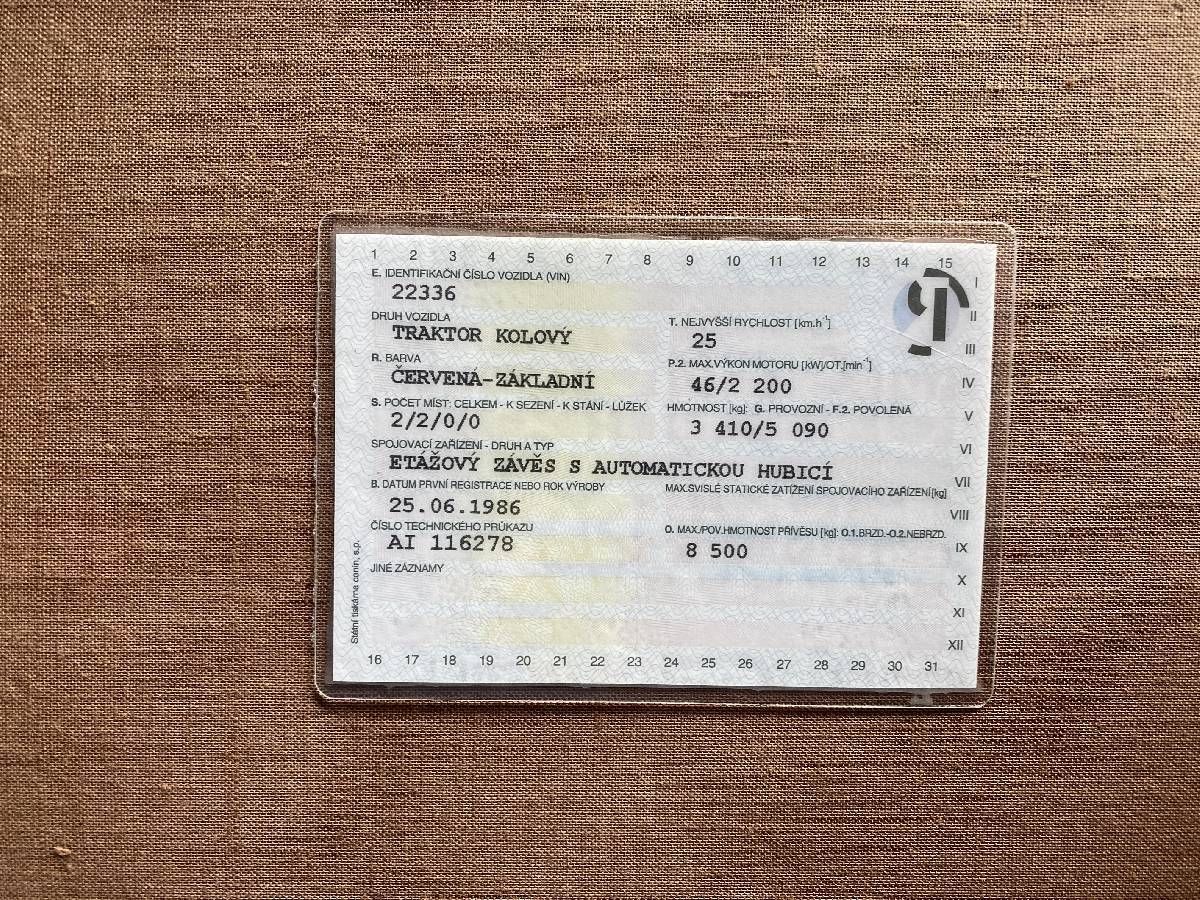 1 2 3 4 5 6 7 8 9 10 11 12 13 14 15
E. IDENTIFIKAČNÍ ČÍSLO VOZIDLA (VIN)
I
22336
DRUH VOZIDLA
T. NEJVYŠŠÍ RYCHLOST [km.h⁻¹]
II
TRAKTOR KOLOVÝ
25
III
R. BARVA
P.2. MAX.VÝKON MOTORU [kW]/OT.[min⁻¹]
ČERVENÁ-ZÁKLADNÍ
46/2 200
IV
S. POČET MÍST: CELKEM - K SEZENÍ - K STÁNÍ - LŮŽEK
HMOTNOST [kg]: G. PROVOZNÍ - F.2. POVOLENÁ
V
2/2/0/0
3 410/5 090
SPOJOVACÍ ZAŘÍZENÍ - DRUH A TYP
VI
ETÁŽOVÝ ZÁVĚS S AUTOMATICKOU HUBICÍ
VII
B. DATUM PRVNÍ REGISTRACE NEBO ROK VÝROBY
MAX.SVISLÉ STATICKÉ ZATÍŽENÍ SPOJOVACÍHO ZAŘÍZENÍ[kg]
25.06.1986
VIII
ČÍSLO TECHNICKÉHO PRŮKAZU
O. MAX./POV.HMOTNOST PŘÍVĚSU [kg]: O.1.BRZD.-O.2.NEBRZD.
AI 116278
8 500
IX
JINÉ ZÁZNAMY
X
XI
XII
Státní tiskárna cenin, s.p.
16 17 18 19 20 21 22 23 24 25 26 27 28 29 30 31